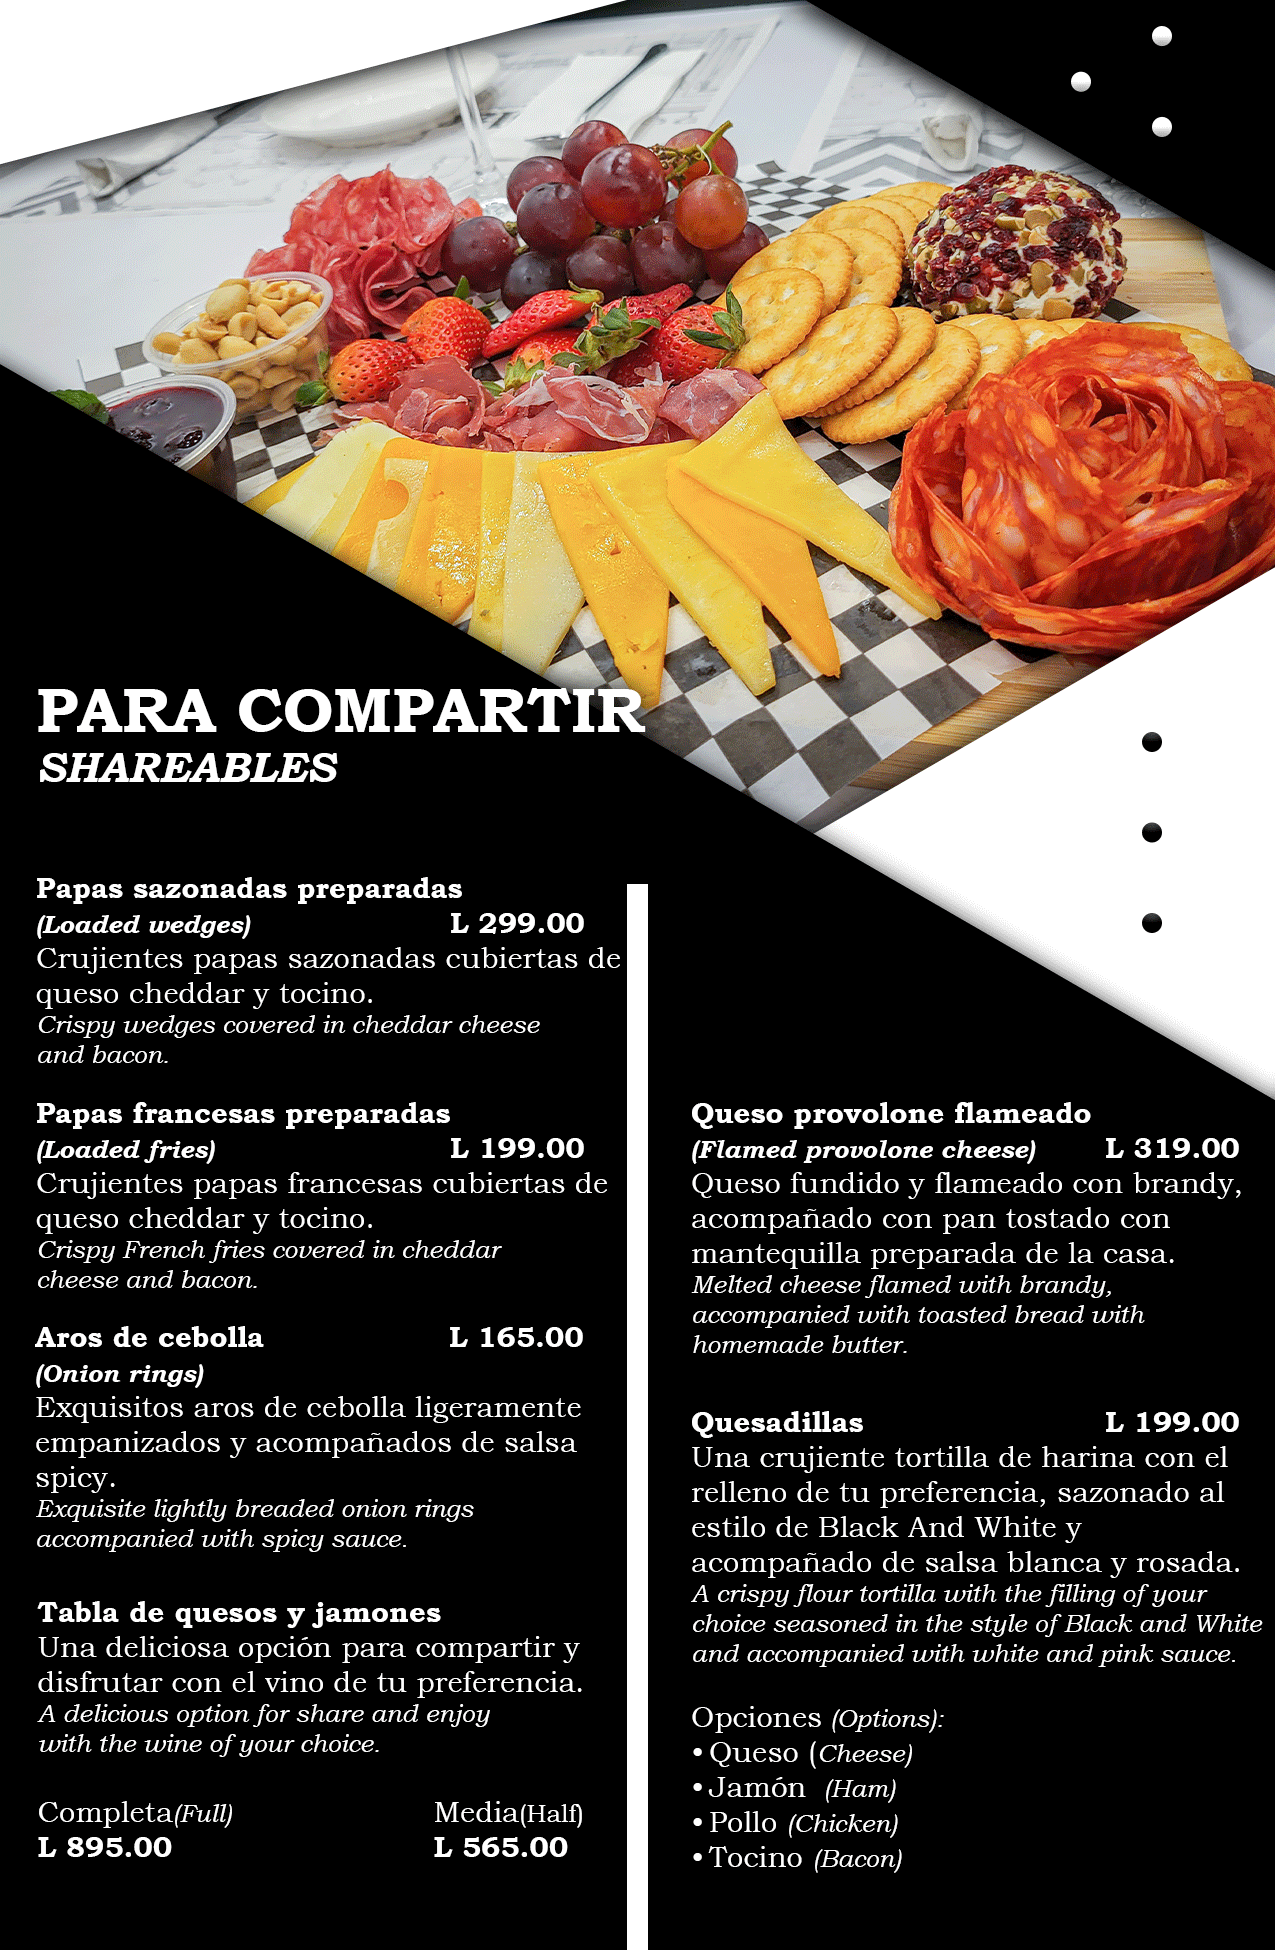 PARA COMPARTIR
SHAREABLES
Papas sazonadas preparadas
(Loaded wedges) L 299.00
Crujientes papas sazonadas cubiertas de
queso cheddar y tocino.
Crispy wedges covered in cheddar cheese
and bacon.
Papas francesas preparadas
(Loaded fries) L 199.00
Crujientes papas francesas cubiertas de
queso cheddar y tocino.
Crispy French fries covered in cheddar
cheese and bacon.
Aros de cebolla L 165.00
(Onion rings)
Exquisitos aros de cebolla ligeramente
empanizados y acompañados de salsa
spicy.
Exquisite lightly breaded onion rings
accompanied with spicy sauce.
Tabla de quesos y jamones
Una deliciosa opción para compartir y
disfrutar con el vino de tu preferencia.
A delicious option for share and enjoy
with the wine of your choice.
Completa(Full) Media(Half)
L 895.00 L 565.00
Queso provolone flameado
(Flamed provolone cheese) L 319.00
Queso fundido y flameado con brandy,
acompañado con pan tostado con
mantequilla preparada de la casa.
Melted cheese flamed with brandy,
accompanied with toasted bread with
homemade butter.
Quesadillas L 199.00
Una crujiente tortilla de harina con el
relleno de tu preferencia, sazonado al
estilo de Black And White y
acompañado de salsa blanca y rosada.
A crispy flour tortilla with the filling of your
choice seasoned in the style of Black and White
and accompanied with white and pink sauce.
Opciones (Options):
• Queso (Cheese)
• Jamón (Ham)
• Pollo (Chicken)
• Tocino (Bacon)